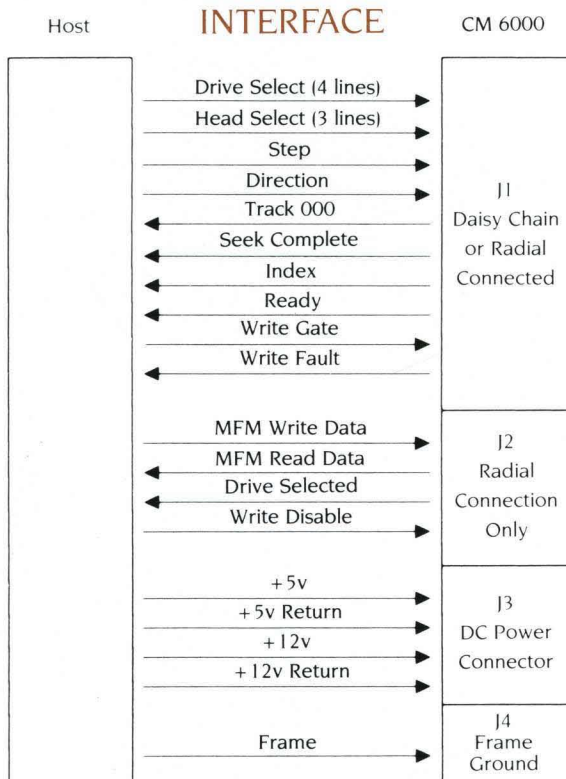 Host
INTERFACE
CM 6000
Drive Select (4 lines)
Head Select (3 lines)
Step
Direction
Track 000
Seek Complete
Index
Ready
Write Gate
Write Fault
J1
Daisy Chain
or Radial
Connected
MFM Write Data
MFM Read Data
Drive Selected
Write Disable
J2
Radial
Connection
Only
+5v
+5v Return
+12v
+12v Return
J3
DC Power
Connector
Frame
J4
Frame
Ground